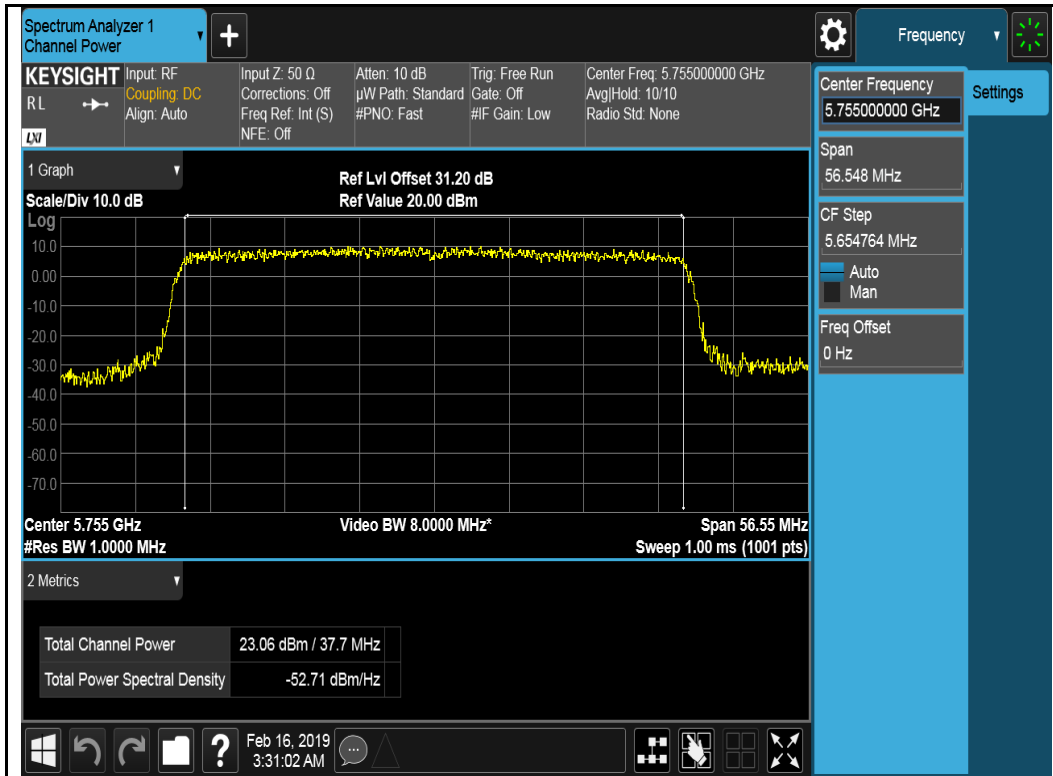 Spectrum Analyzer 1
Channel Power
+
Frequency
KEYSIGHT
R L
LXI
Input: RF
Coupling: DC
Align: Auto
Input Z: 50 Ω
Corrections: Off
Freq Ref: Int (S)
NFE: Off
Atten: 10 dB
µW Path: Standard
#PNO: Fast
Trig: Free Run
Gate: Off
#IF Gain: Low
Center Freq: 5.755000000 GHz
Avg|Hold: 10/10
Radio Std: None
Center Frequency
5.755000000 GHz
Settings
Span
56.548 MHz
CF Step
5.654764 MHz
Auto
Man
Freq Offset
0 Hz
1 Graph
Ref Lvl Offset 31.20 dB
Scale/Div 10.0 dB
Ref Value 20.00 dBm
Log
10.0
0.00
-10.0
-20.0
-30.0
-40.0
-50.0
-60.0
-70.0
Center 5.755 GHz
Video BW 8.0000 MHz*
Span 56.55 MHz
#Res BW 1.0000 MHz
Sweep 1.00 ms (1001 pts)
2 Metrics
Total Channel Power 23.06 dBm / 37.7 MHz
Total Power Spectral Density -52.71 dBm/Hz
?
Feb 16, 2019
3:31:02 AM